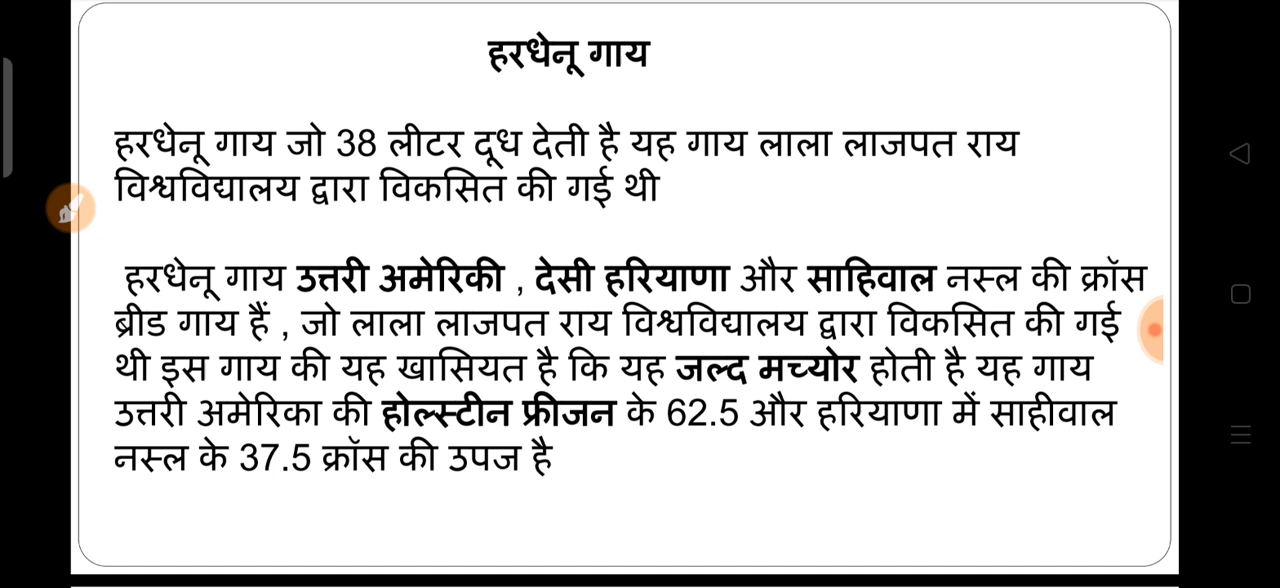 हरधेनू गाय
हरधेनू गाय जो 38 लीटर दूध देती है यह गाय लाला लाजपत राय
विश्वविद्यालय द्वारा विकसित की गई थी
हरधेनू गाय उत्तरी अमेरिकी , देसी हरियाणा और साहिवाल नस्ल की क्रॉस
ब्रीड गाय हैं , जो लाला लाजपत राय विश्वविद्यालय द्वारा विकसित की गई
थी इस गाय की यह खासियत है कि यह जल्द मच्योर होती है यह गाय
उत्तरी अमेरिका की होल्स्टीन फ्रीजन के 62.5 और हरियाणा में साहीवाल
नस्ल के 37.5 क्रॉस की उपज है